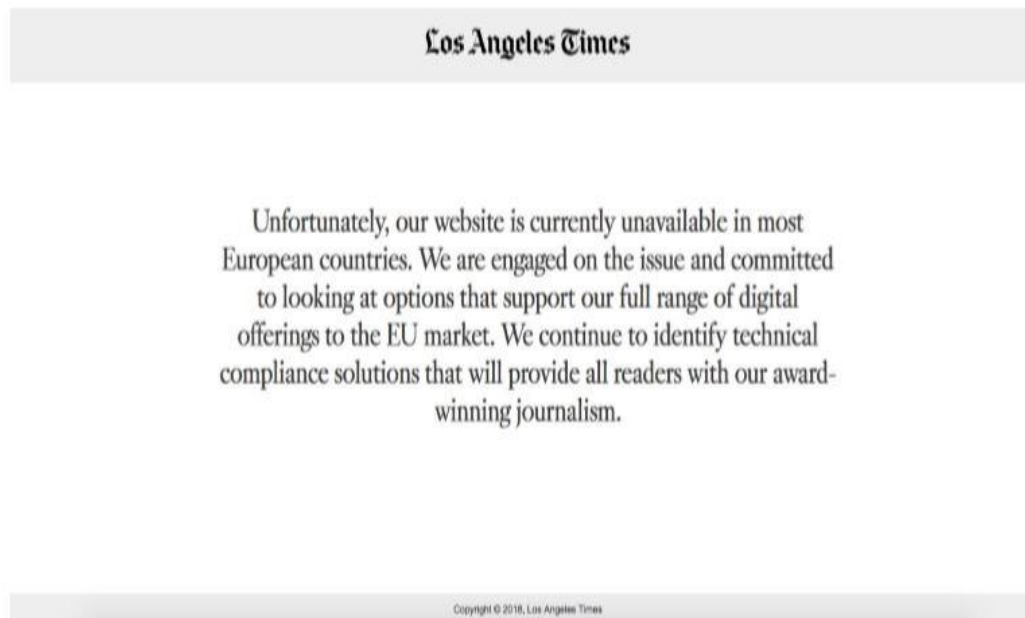 Los Angeles Times
Unfortunately, our website is currently unavailable in most
European countries. We are engaged on the issue and committed
to looking at options that support our full range of digital
offerings to the EU market. We continue to identify technical
compliance solutions that will provide all readers with our award-
winning journalism.
Copyright © 2018, Los Angeles Times